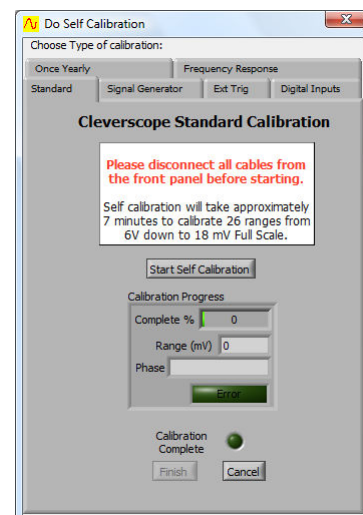 Do Self Calibration
Choose Type of calibration:
Once Yearly
Frequency Response
Standard
Signal Generator
Ext Trig
Digital Inputs
Cleverscope Standard Calibration
Please disconnect all cables from
the front panel before starting.
Self calibration will take approximately
7 minutes to calibrate 26 ranges from
6V down to 18 mV Full Scale.
Start Self Calibration
Calibration Progress
Complete % 0
Range (mV) 0
Phase
Error
Calibration
Complete
Finish
Cancel